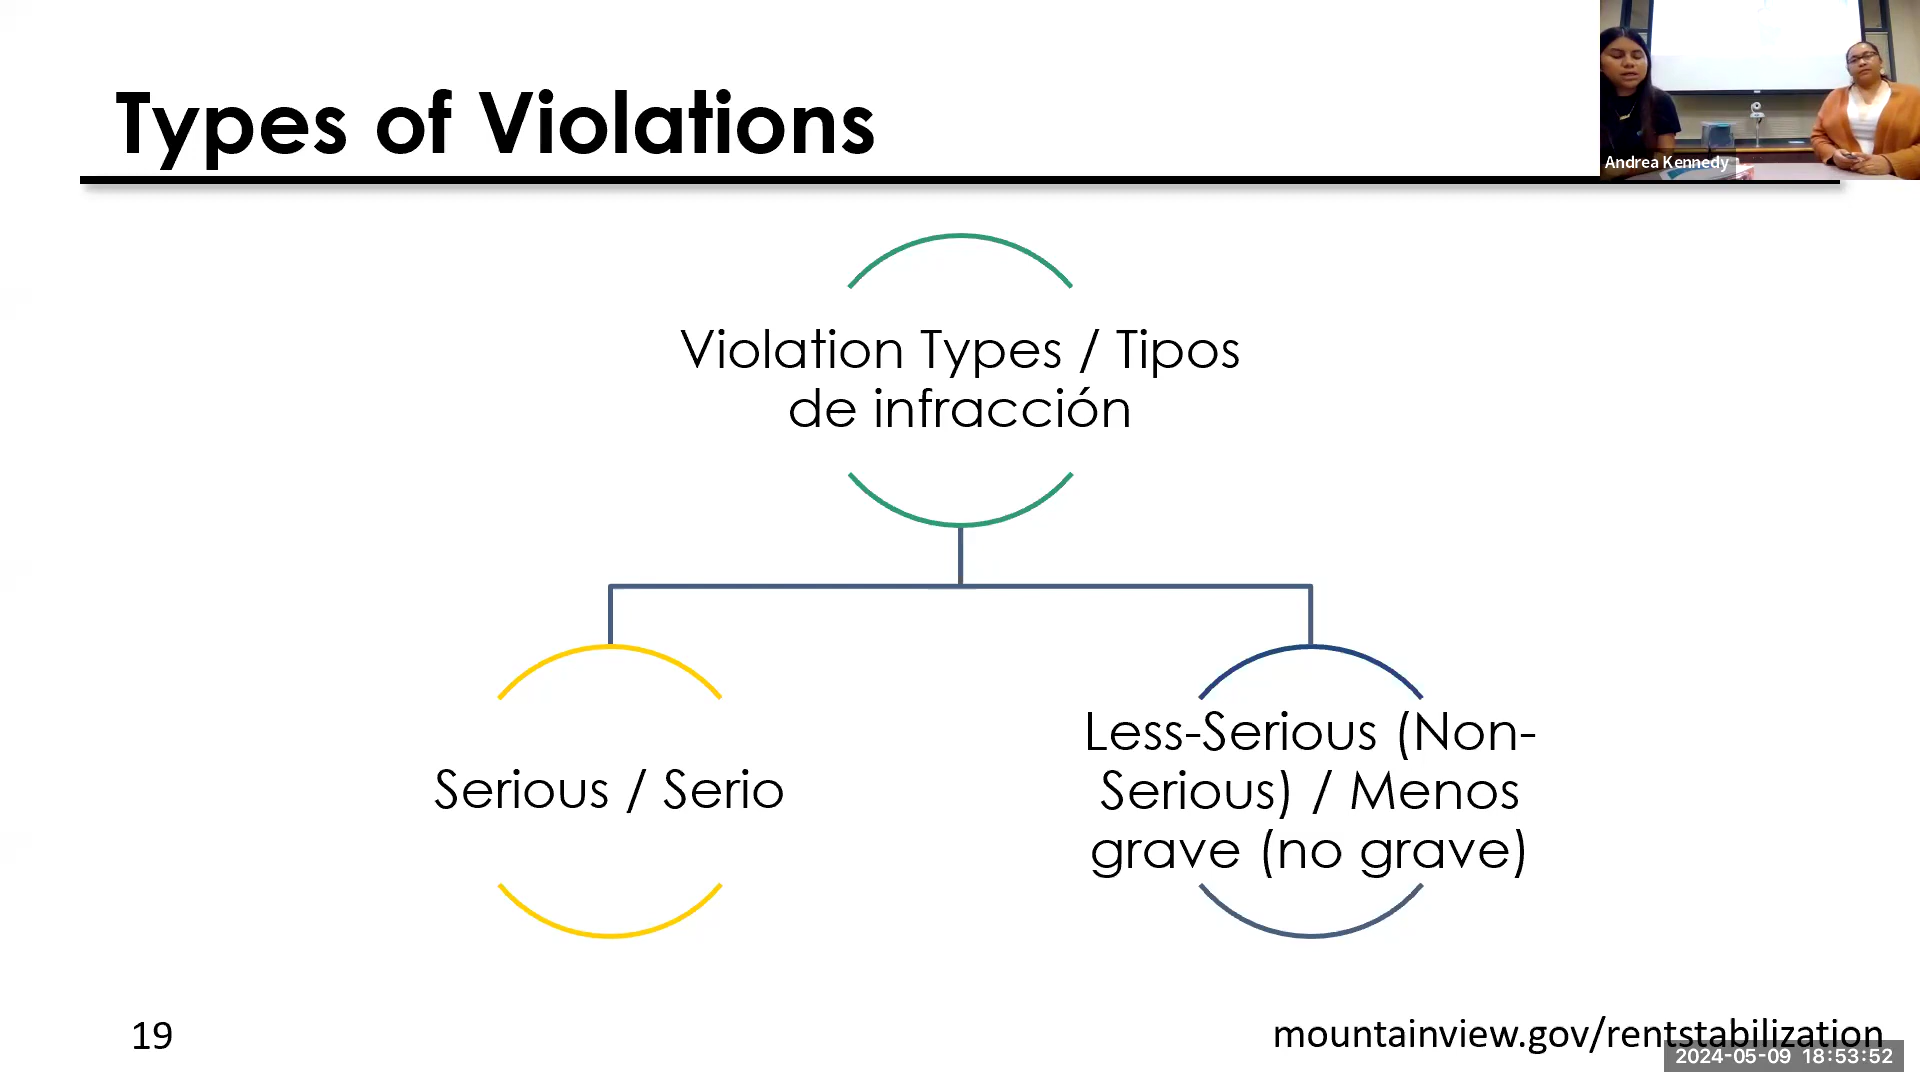 Types of Violations
Andrea Kennedy
Violation Types / Tipos
de infracción
Serious / Serio
Less-Serious (Non-
Serious) / Menos
grave (no grave)
19
mountainview.gov/rentstabilization
2024-05-09 18:53:52